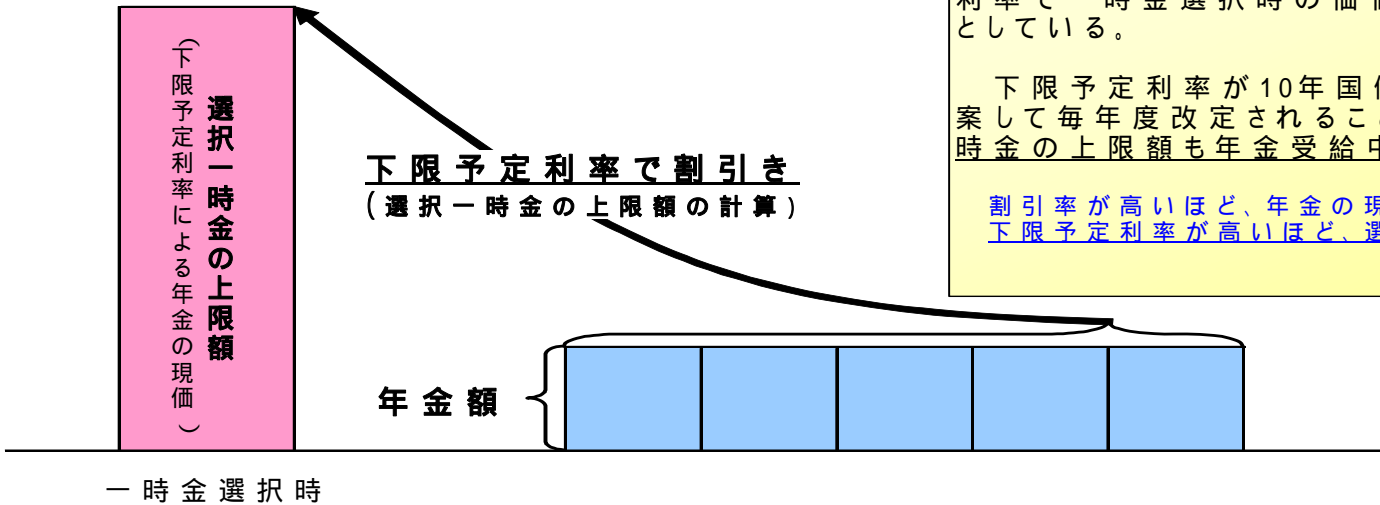 選択一時金の上限額
(下限予定利率による年金の現価)
下限予定利率で割引き
(選択一時金の上限額の計算)
年金額
一時金選択時
としている。
下限予定利率が10年国
案して毎年度改定されるこ
時金の上限額も年金受給中
割引率が高いほど、年金の現
下限予定利率が高いほど、選